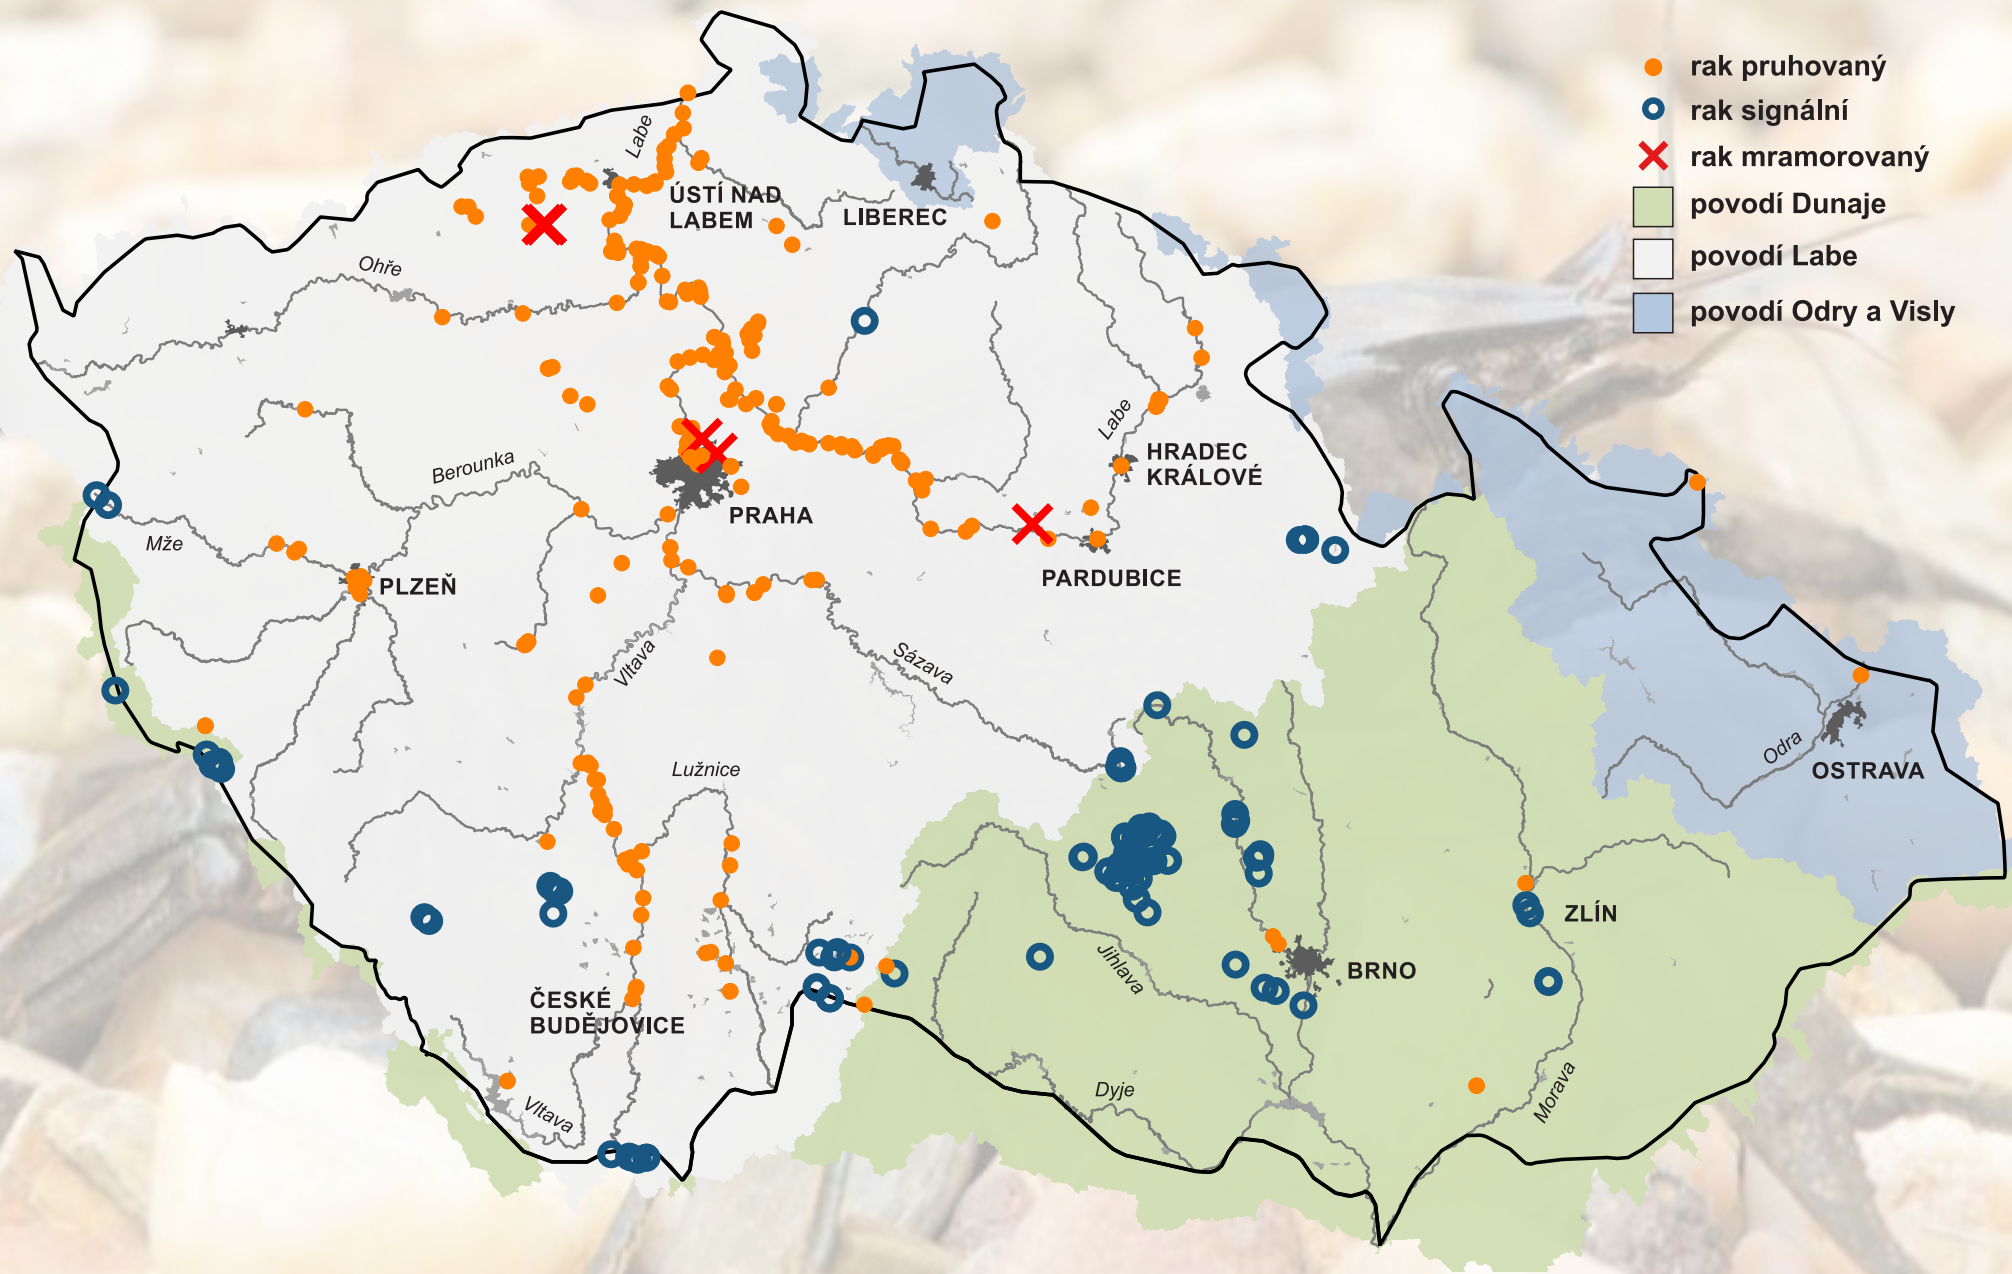 rak pruhovaný
rak signální
rak mramorovaný
povodí Dunaje
povodí Labe
povodí Odry a Visly
Labe
ÚSTÍ NAD
LABEM
LIBEREC
Ohře
Labe
HRADEC
KRÁLOVÉ
Berounka
PRAHA
Mže
PLZEŇ
PARDUBICE
Vltava
Sázava
Lužnice
Odra
OSTRAVA
ZLÍN
Jihlava
BRNO
ČESKÉ
BUDĚJOVICE
Vltava
Dyje
Morava